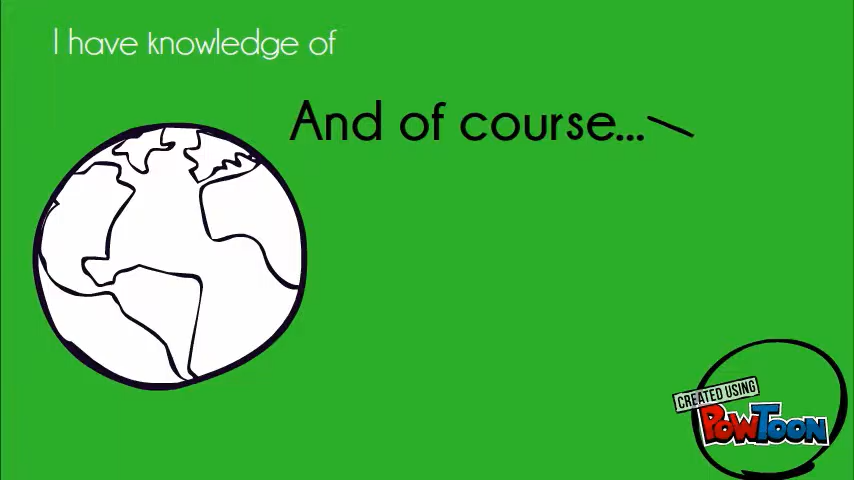 I have knowledge of
And of course...
CREATED USING
POWTOON